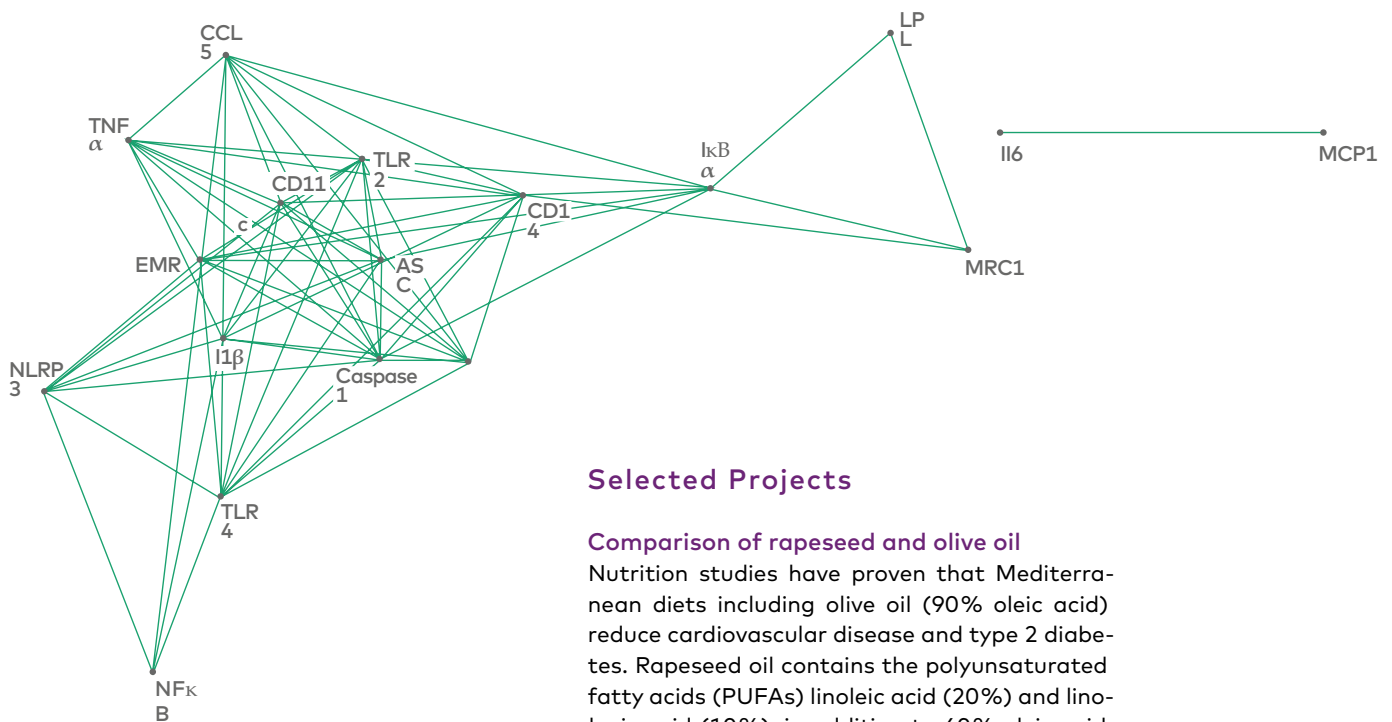 CCL
5
LP
L
TNF
α
TLR
2
CD11
c
IκB
α
Il6
MCP1
CD1
4
EMR
AS
C
MRC1
I1β
NLRP
3
Caspase
1
TLR
4
NFκ
B
Selected Projects
Comparison of rapeseed and olive oil
Nutrition studies have proven that Mediterra-
nean diets including olive oil (90% oleic acid)
reduce cardiovascular disease and type 2 diabe-
tes. Rapeseed oil contains the polyunsaturated
fatty acids (PUFAs) linoleic acid (20%) and lino-